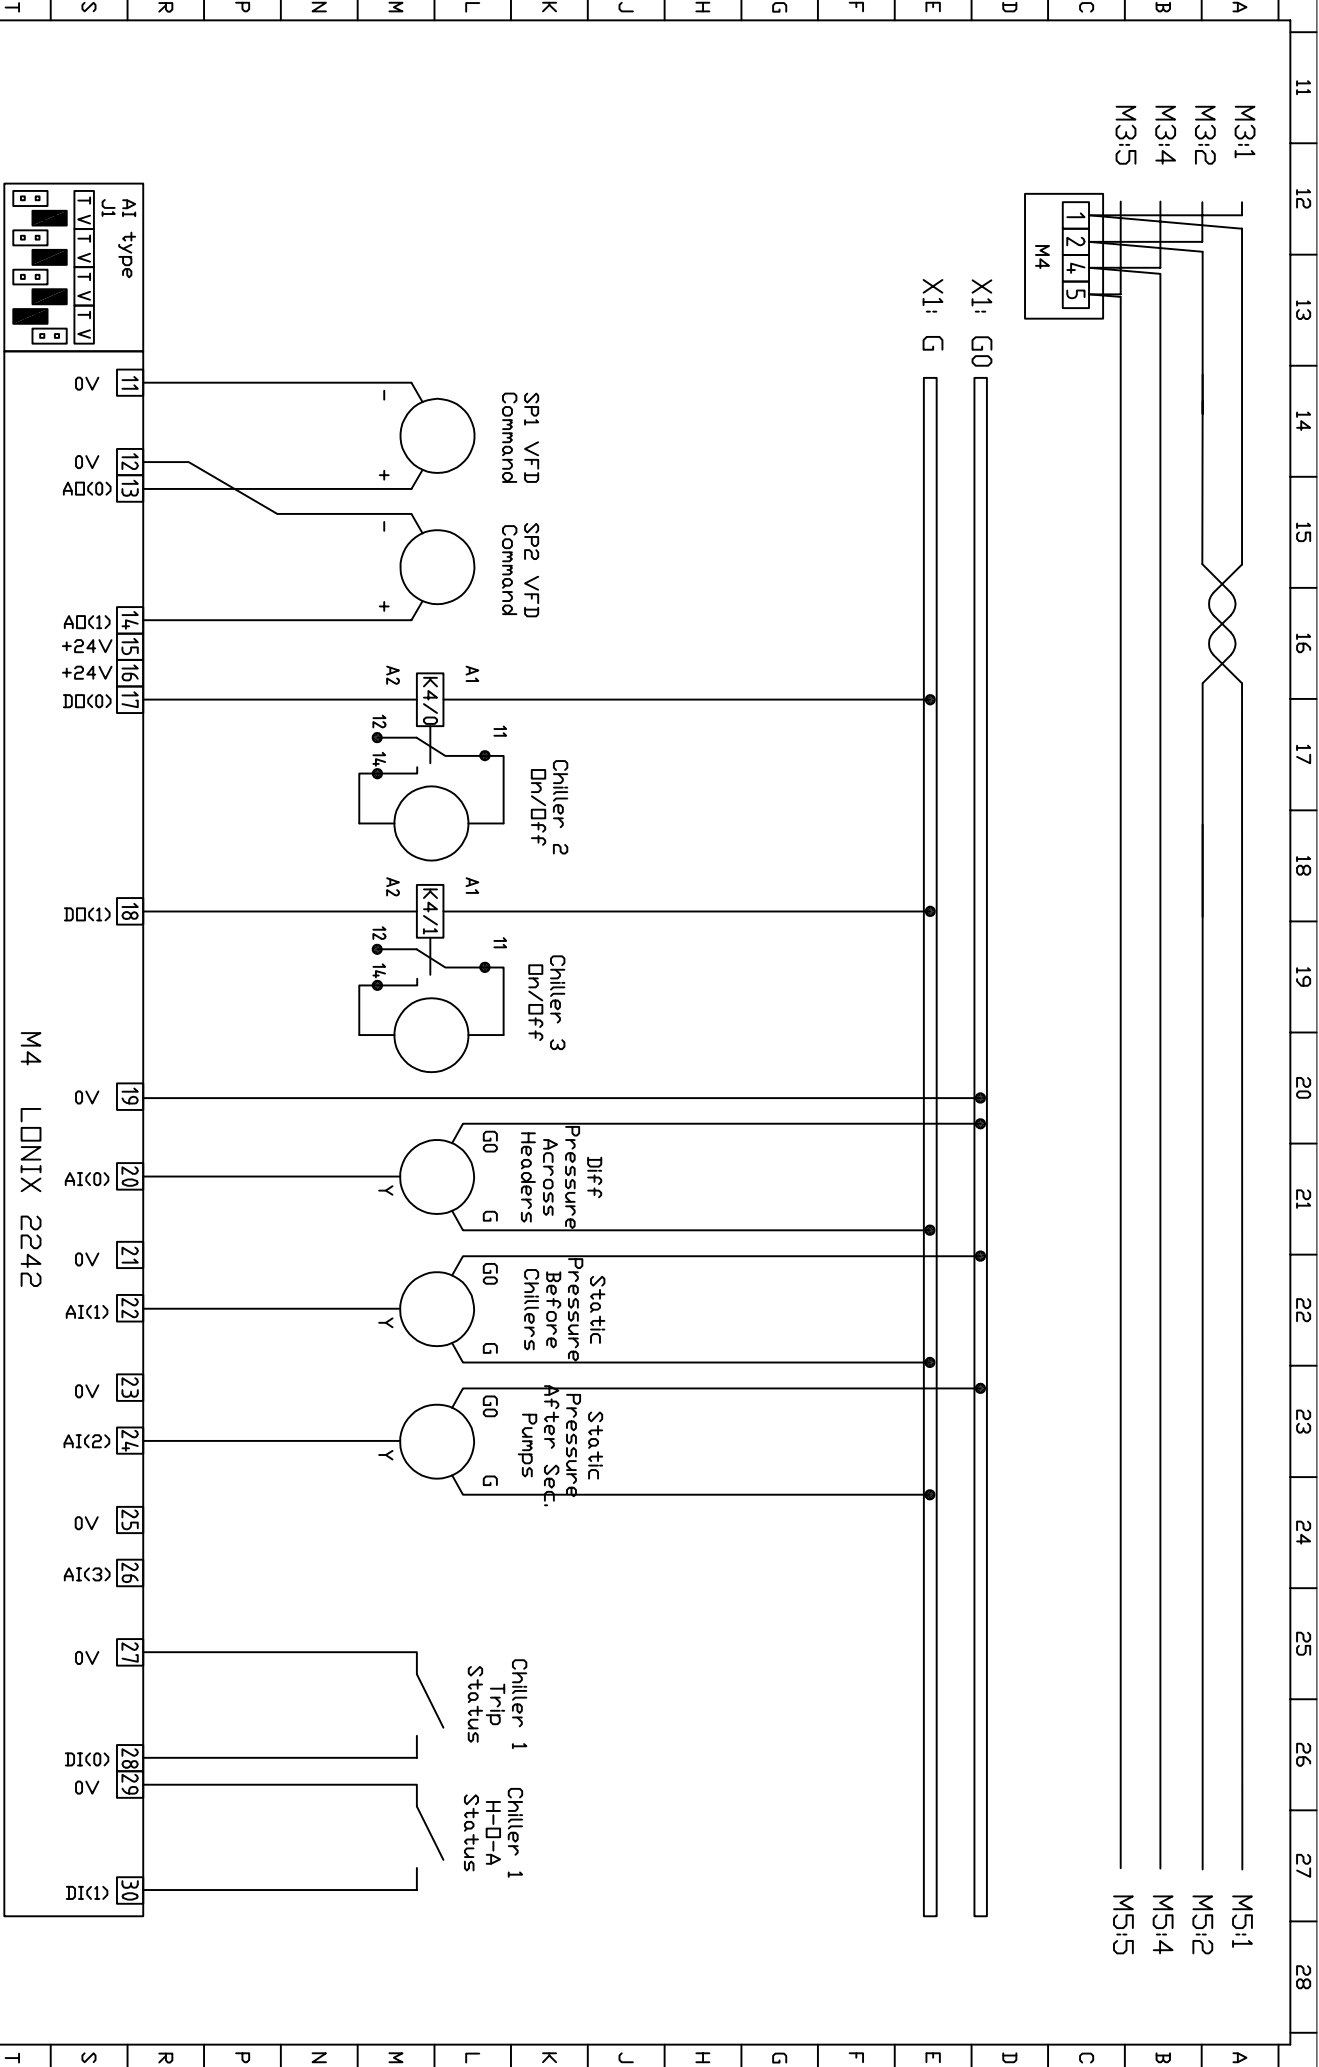 11 12 13 14 15 16 17 18 19 20 21 22 23 24 25 26 27 28
A
B
C
D
E
F
G
H
J
K
L
M
N
P
R
S
T
A
B
C
D
E
F
G
H
J
K
L
M
N
P
R
S
T
M3:1
M3:2
M3:4
M3:5
M5:1
M5:2
M5:4
M5:5
1 2 4 5
M4
X1: G0
X1: G
SP1 VFD
Command
- +
SP2 VFD
Command
- +
Chiller 2
On/Off
A1
K4/0
A2
11
12 14
Chiller 3
On/Off
A1
K4/1
A2
11
12 14
Diff
Pressure
Across
Headers
G0 G
Y
Static
Pressure
Before
Chillers
G0 G
Y
Static
Pressure
After Sec.
Pumps
G0 G
Y
Chiller 1
Trip
Status
Chiller 1
H-O-A
Status
AI type
J1
T V T V T V T V
11 12 13 14 15 16 17 18 19 20 21 22 23 24 25 26 27 28 29 30
0V 0V AO(0) AO(1) +24V +24V DO(0) DO(1) 0V AI(0) 0V AI(1) 0V AI(2) 0V AI(3) 0V DI(0) 0V DI(1)
M4 LONIX 2242